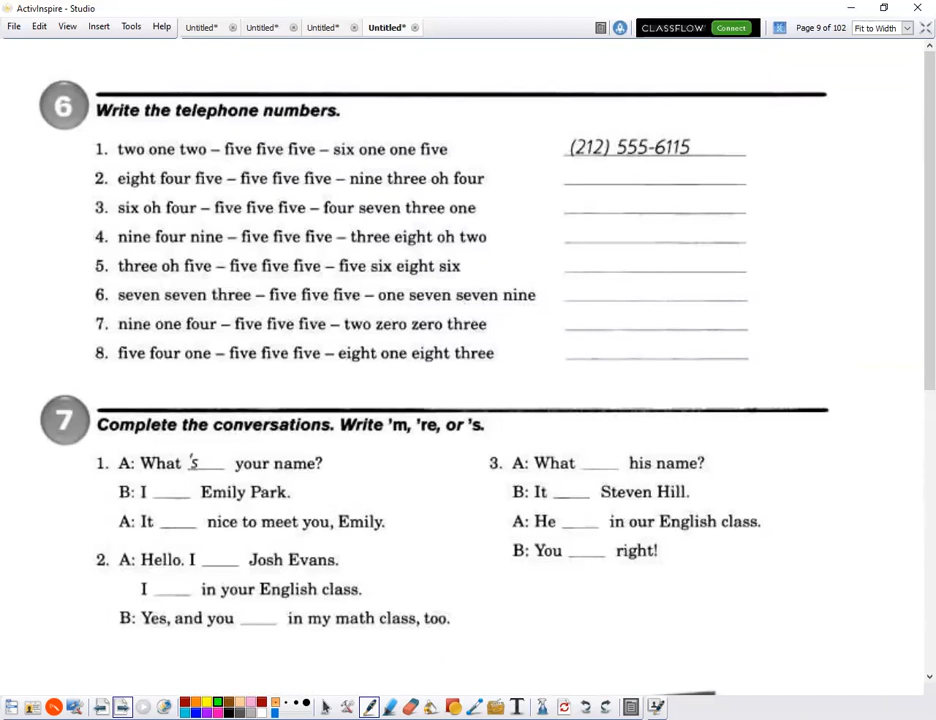 ActivInspire - Studio
File Edit View Insert Tools Help Untitled* Untitled* Untitled* Untitled* CLASSFLOW Connect Page 9 of 102 Fit to Width
6 Write the telephone numbers.
1. two one two – five five five – six one one five (212) 555-6115
2. eight four five – five five five – nine three oh four
3. six oh four – five five five – four seven three one
4. nine four nine – five five five – three eight oh two
5. three oh five – five five five – five six eight six
6. seven seven three – five five five – one seven seven nine
7. nine one four – five five five – two zero zero three
8. five four one – five five five – eight one eight three
7 Complete the conversations. Write 'm, 're, or 's.
1. A: What 's your name?
B: I ____ Emily Park.
A: It ____ nice to meet you, Emily.
2. A: Hello. I ____ Josh Evans.
I ____ in your English class.
B: Yes, and you ____ in my math class, too.
3. A: What ____ his name?
B: It ____ Steven Hill.
A: He ____ in our English class.
B: You ____ right!